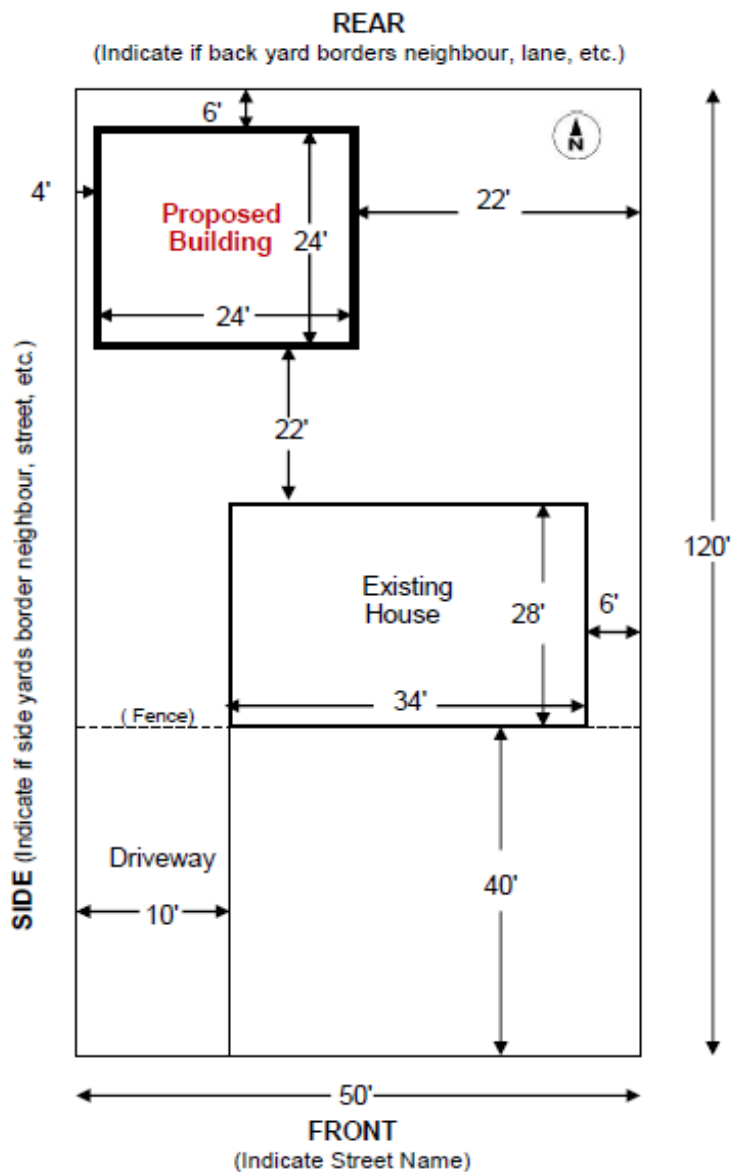 REAR
(Indicate if back yard borders neighbour, lane, etc.)
6'
N
4'
Proposed
Building
24'
22'
24'
22'
SIDE (Indicate if side yards border neighbour, street, etc.)
120'
Existing
House
28'
6'
34'
( Fence)
Driveway
40'
10'
50'
FRONT
(Indicate Street Name)